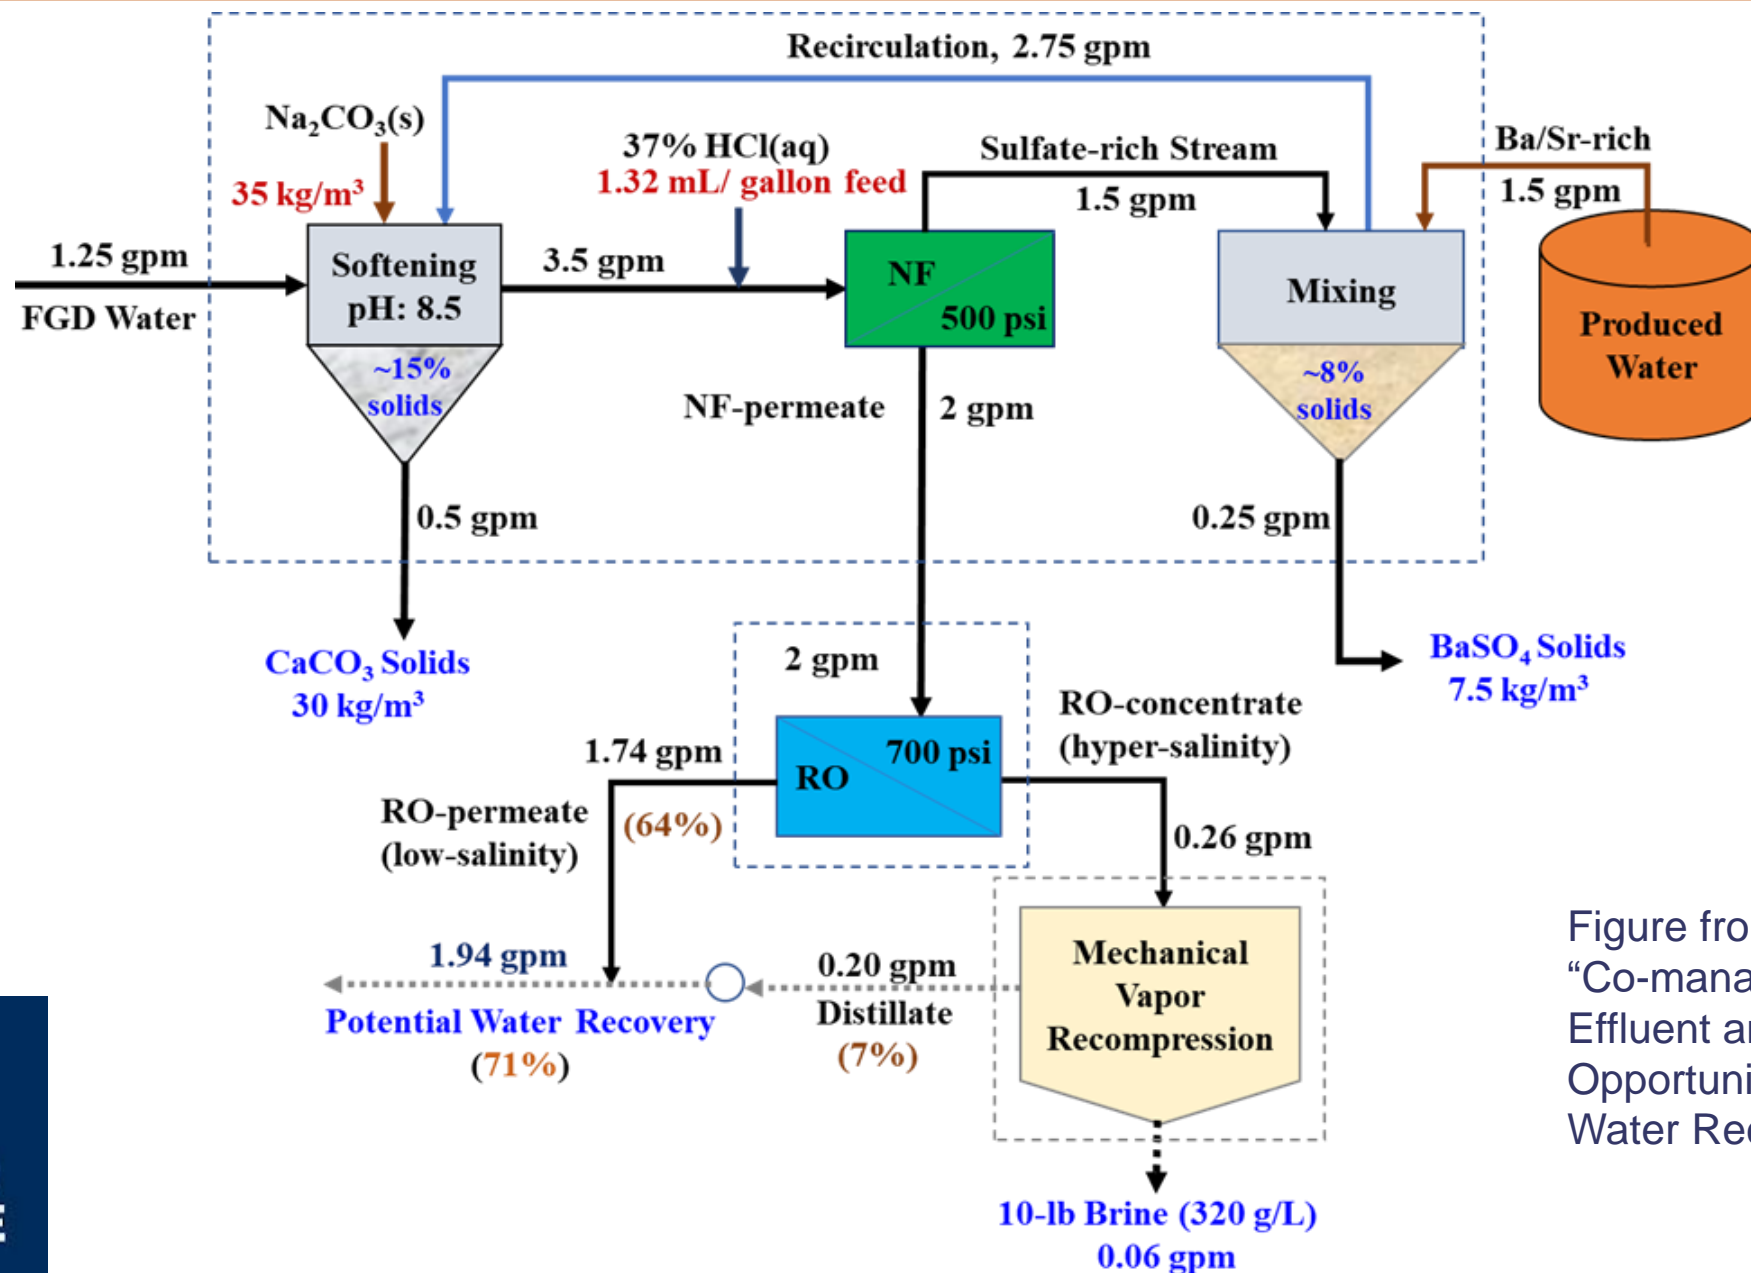 Recirculation, 2.75 gpm
Na₂CO₃(s)
35 kg/m³
37% HCl(aq)
1.32 mL/ gallon feed
Sulfate-rich Stream
1.5 gpm
Ba/Sr-rich
1.5 gpm
1.25 gpm
FGD Water
Softening
pH: 8.5
3.5 gpm
NF
500 psi
Mixing
Produced
Water
~15%
solids
~8%
solids
NF-permeate
2 gpm
0.5 gpm
0.25 gpm
CaCO₃ Solids
30 kg/m³
BaSO₄ Solids
7.5 kg/m³
2 gpm
RO
700 psi
1.74 gpm
RO-permeate
(low-salinity)
(64%)
RO-concentrate
(hyper-salinity)
0.26 gpm
1.94 gpm
Potential Water Recovery
(71%)
0.20 gpm
Distillate
(7%)
Mechanical
Vapor
Recompression
10-lb Brine (320 g/L)
0.06 gpm
Figure fro
“Co-mana
Effluent a
Opportuni
Water Rec
E